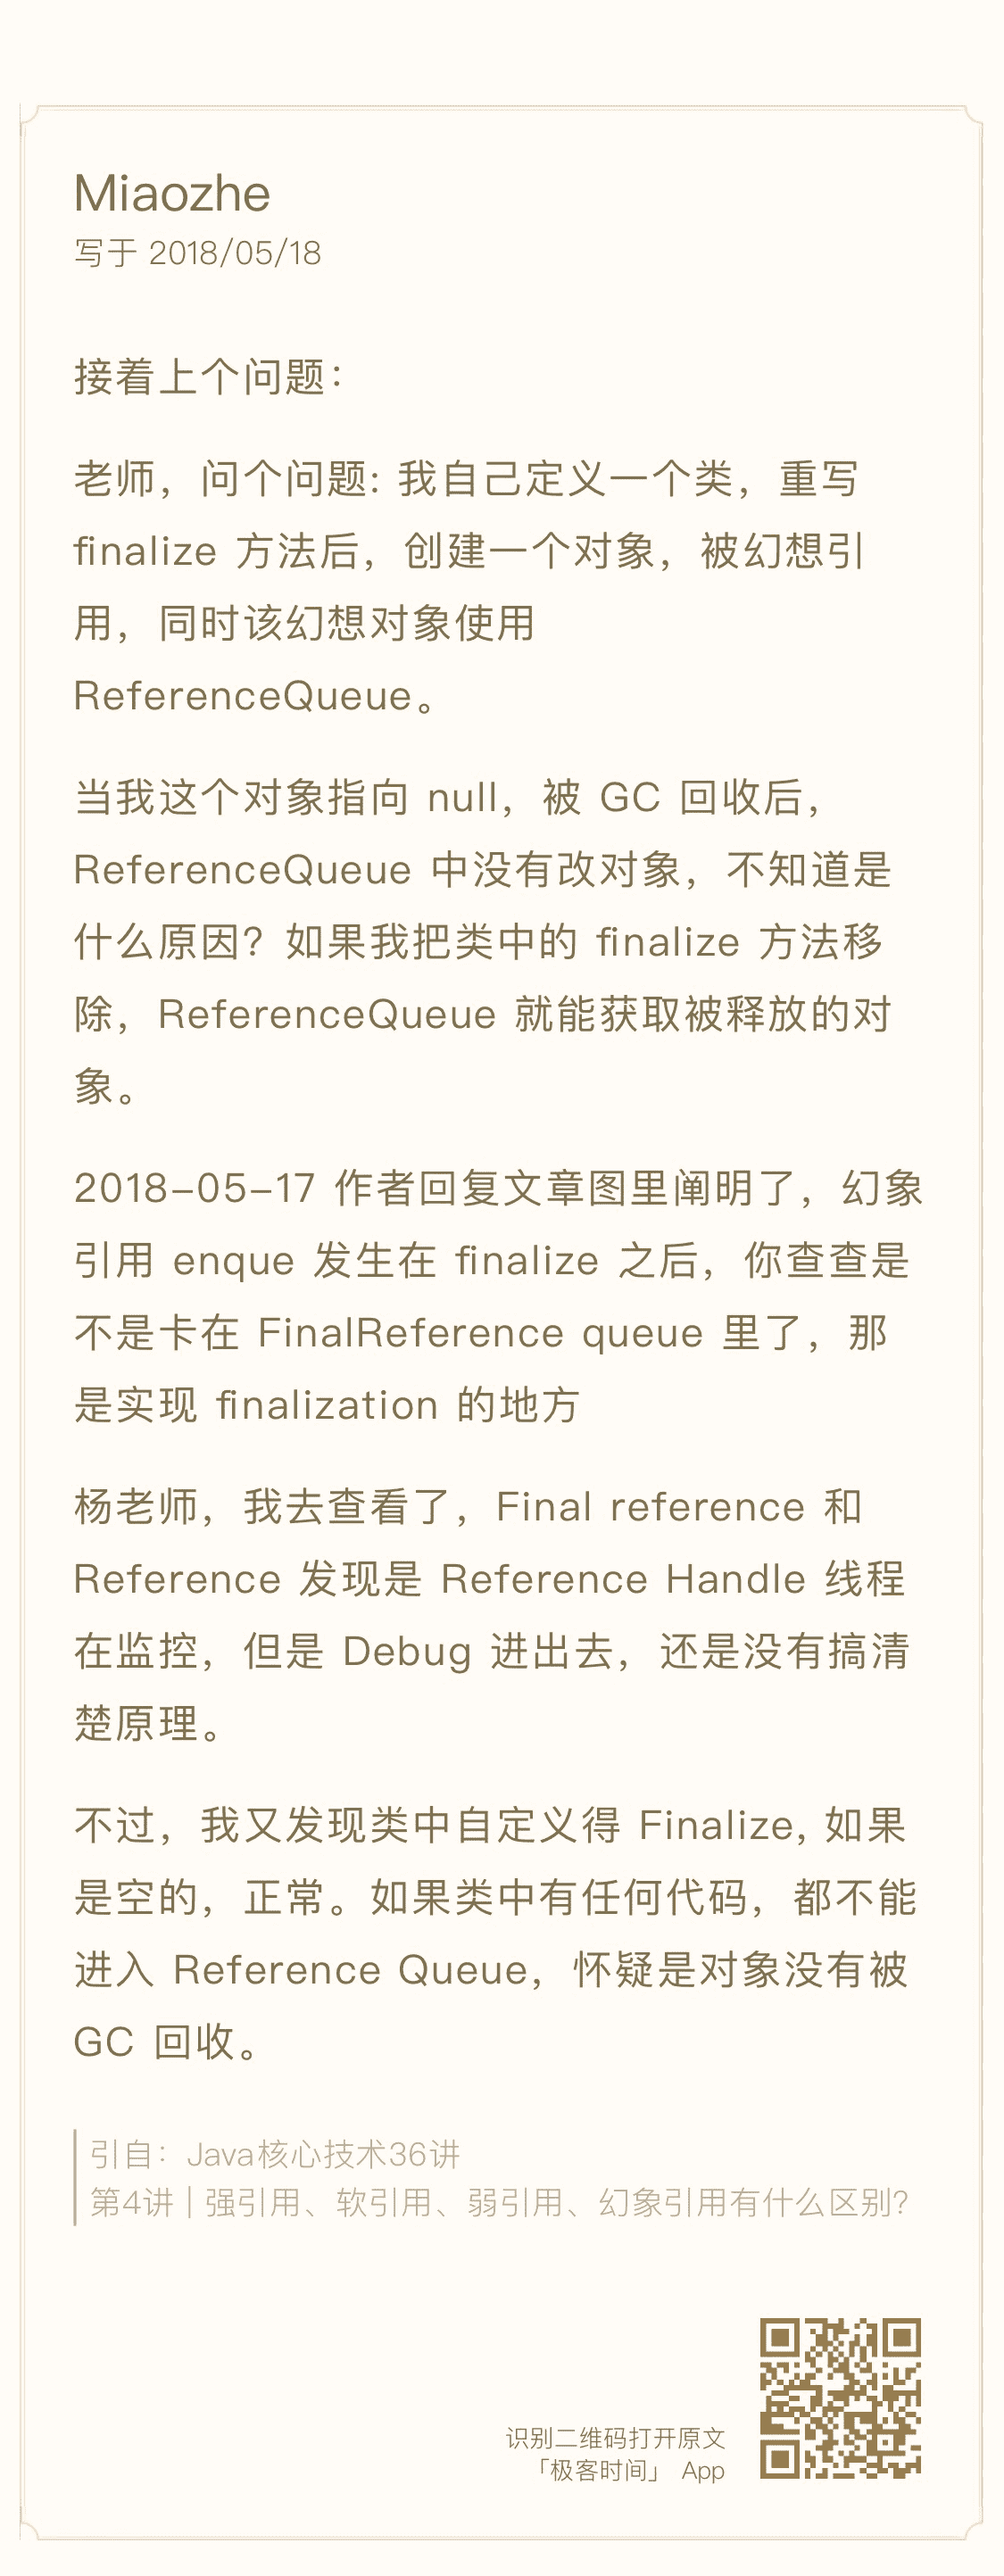 Miaozhe
写于 2018/05/18
接着上个问题：
老师，问个问题: 我自己定义一个类，重写
finalize 方法后，创建一个对象，被幻想引
用，同时该幻想对象使用
ReferenceQueue。
当我这个对象指向 null，被 GC 回收后，
ReferenceQueue 中没有改对象，不知道是
什么原因？如果我把类中的 finalize 方法移
除，ReferenceQueue 就能获取被释放的对
象。
2018-05-17 作者回复文章图里阐明了，幻象
引用 enque 发生在 finalize 之后，你查查是
不是卡在 FinalReference queue 里了，那
是实现 finalization 的地方
杨老师，我去查看了，Final reference 和
Reference 发现是 Reference Handle 线程
在监控，但是 Debug 进出去，还是没有搞清
楚原理。
不过，我又发现类中自定义得 Finalize, 如果
是空的，正常。如果类中有任何代码，都不能
进入 Reference Queue，怀疑是对象没有被
GC 回收。
引自：Java核心技术36讲
第4讲 | 强引用、软引用、弱引用、幻象引用有什么区别？
识别二维码打开原文
「极客时间」 App